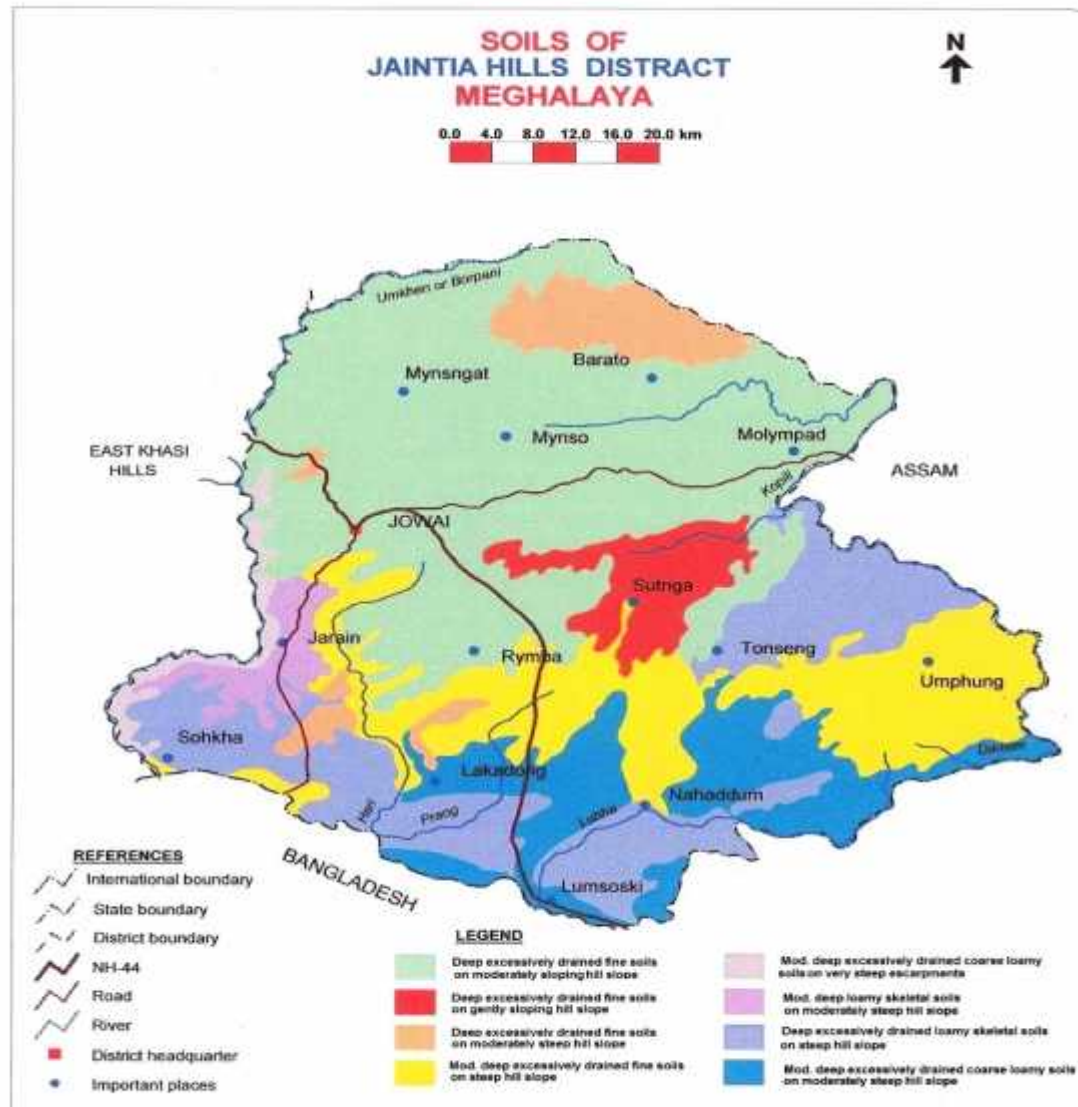 SOILS OF
JAINTIA HILLS DISTRACT
MEGHALAYA
N
0.0 4.0 8.0 12.0 16.0 20.0 km
Umkhen or Borpani
Barato
Mynsngat
Mynso
Molympad
EAST KHASI
HILLS
ASSAM
Kopili
JOWAI
Sutnga
Jarain
Rymba
Tonseng
Umphung
Sohkha
Lakadong
Nahaddum
Hari
Prang
Lubha
Lumsoski
BANGLADESH
REFERENCES
International boundary
State boundary
District boundary
NH-44
Road
River
District headquarter
Important places
LEGEND
Deep excessively drained fine soils
on moderately sloping hill slope
Deep excessively drained fine soils
on gently sloping hill slope
Deep excessively drained fine soils
on moderately steep hill slope
Mod. deep excessively drained fine soils
on steep hill slope
Mod. deep excessively drained coarse loamy
soils on very steep escarpments
Mod. deep loamy skeletal soils
on moderately steep hill slope
Deep excessively drained loamy skeletal soils
on steep hill slope
Mod. deep excessively drained coarse loamy soils
on moderately steep hill slope